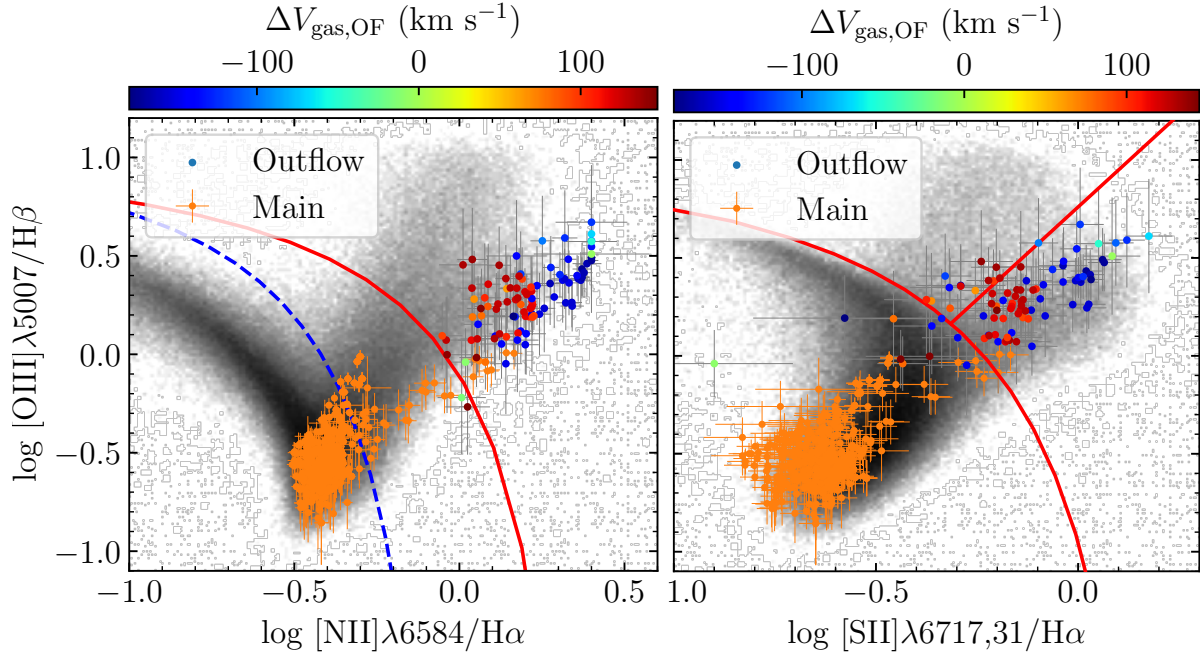 ΔV_gas,OF (km s⁻¹) ΔV_gas,OF (km s⁻¹)
−100 0 100 −100 0 100
Outflow Outflow
Main Main
1.0
0.5
0.0
−0.5
−1.0
log [OIII]λ5007/Hβ
−1.0 −0.5 0.0 0.5 1.0 −0.5 0.0
log [NII]λ6584/Hα log [SII]λ6717,31/Hα